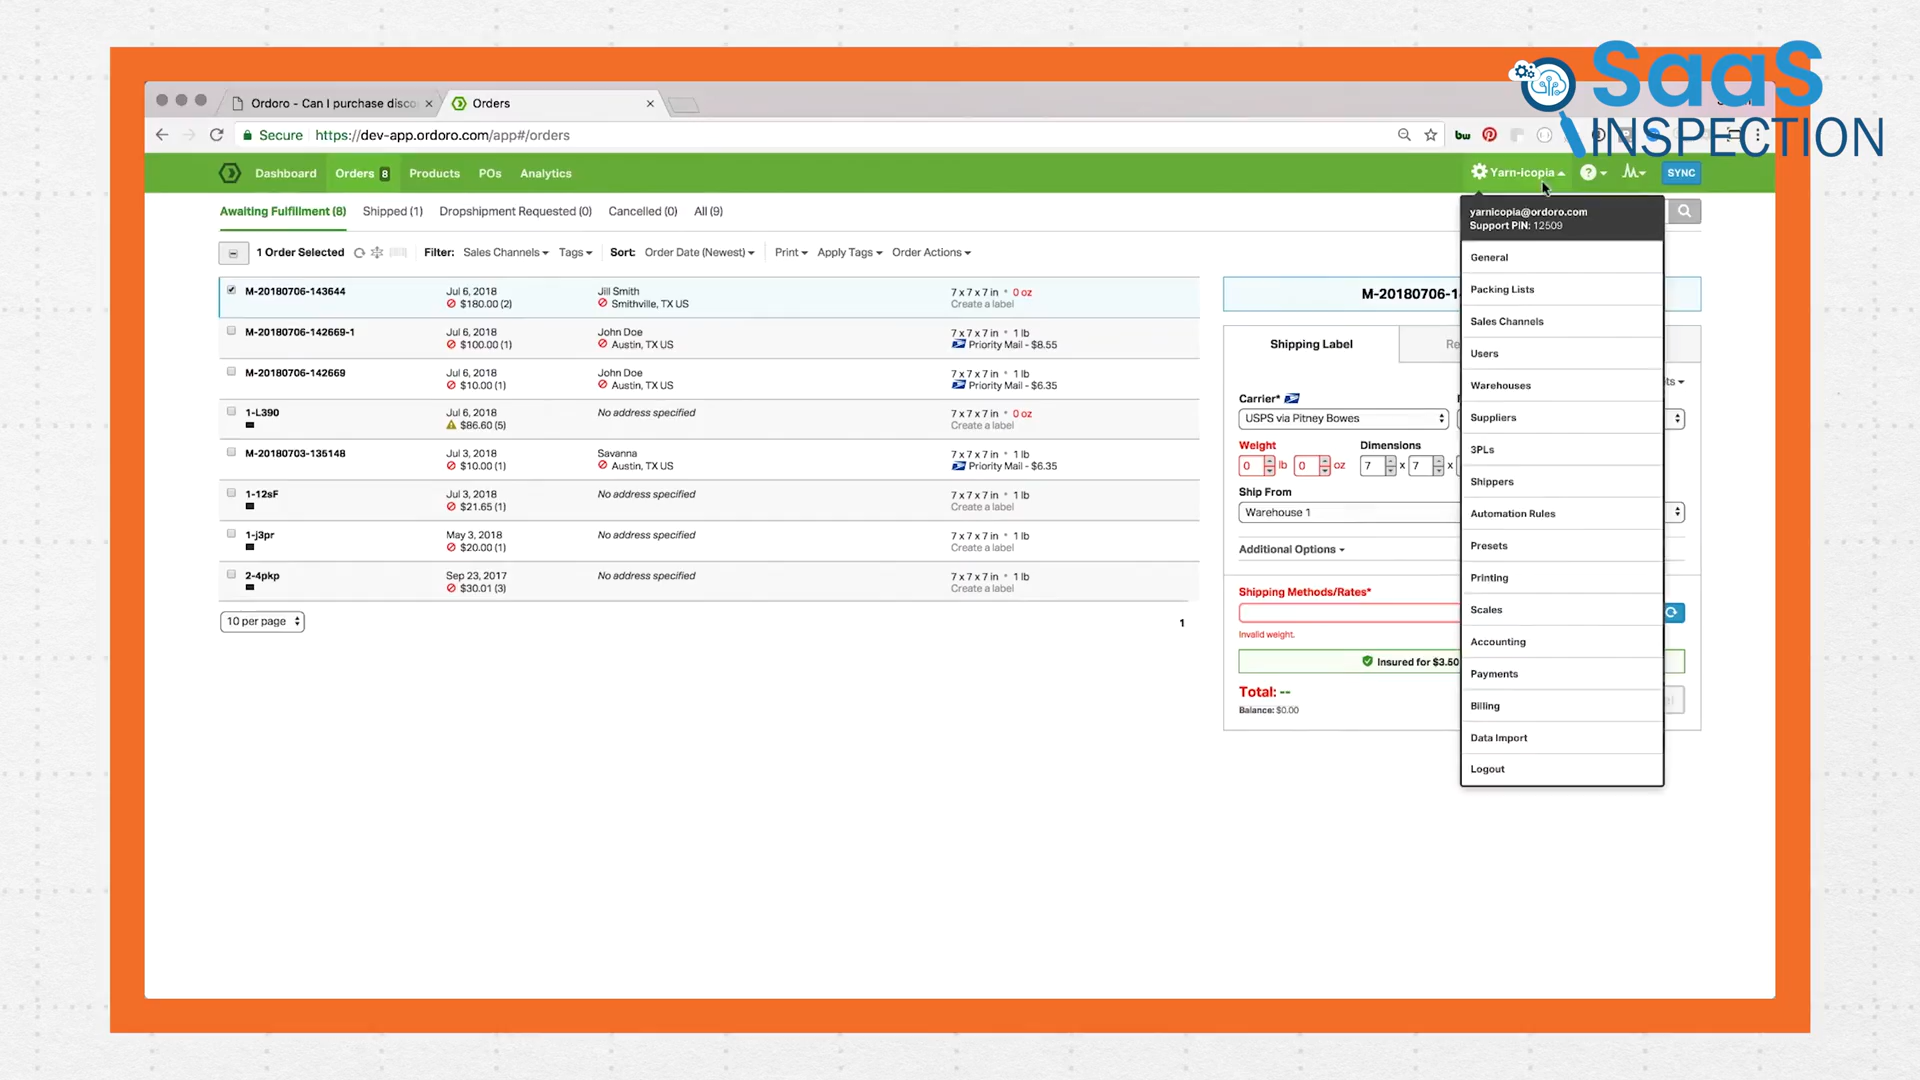 SaaS
INSPECTION
Ordoro - Can I purchase disco
Orders
Secure https://dev-app.ordoro.com/app#/orders
bw
Dashboard Orders 8 Products POs Analytics
Yarn-icopia
SYNC
Awaiting Fulfillment (8) Shipped (1) Dropshipment Requested (0) Cancelled (0) All (9)
1 Order Selected Filter: Sales Channels Tags Sort: Order Date (Newest) Print Apply Tags Order Actions
M-20180706-143644 Jul 6, 2018 Jill Smith 7 x 7 x 7 in • 0 oz
$180.00 (2) Smithville, TX US Create a label
M-20180706-142669-1 Jul 6, 2018 John Doe 7 x 7 x 7 in • 1 lb
$100.00 (1) Austin, TX US Priority Mail - $8.55
M-20180706-142669 Jul 6, 2018 John Doe 7 x 7 x 7 in • 1 lb
$10.00 (1) Austin, TX US Priority Mail - $6.35
1-L390 Jul 6, 2018 No address specified 7 x 7 x 7 in • 0 oz
$86.60 (5) Create a label
M-20180703-135148 Jul 3, 2018 Savanna 7 x 7 x 7 in • 1 lb
$10.00 (1) Austin, TX US Priority Mail - $6.35
1-12sF Jul 3, 2018 No address specified 7 x 7 x 7 in • 1 lb
$21.65 (1) Create a label
1-j3pr May 3, 2018 No address specified 7 x 7 x 7 in • 1 lb
$20.00 (1) Create a label
2-4pkp Sep 23, 2017 No address specified 7 x 7 x 7 in • 1 lb
$30.01 (3) Create a label
10 per page
1
M-20180706-1
Shipping Label Re
ts
Carrier*
USPS via Pitney Bowes
Weight Dimensions
0 lb 0 oz 7 x 7 x
Ship From
Warehouse 1
Additional Options
Shipping Methods/Rates*
Invalid weight.
Insured for $3.50
Total: --
Balance: $0.00
yarnicopia@ordoro.com
Support PIN: 12509
General
Packing Lists
Sales Channels
Users
Warehouses
Suppliers
3PLs
Shippers
Automation Rules
Presets
Printing
Scales
Accounting
Payments
Billing
Data Import
Logout